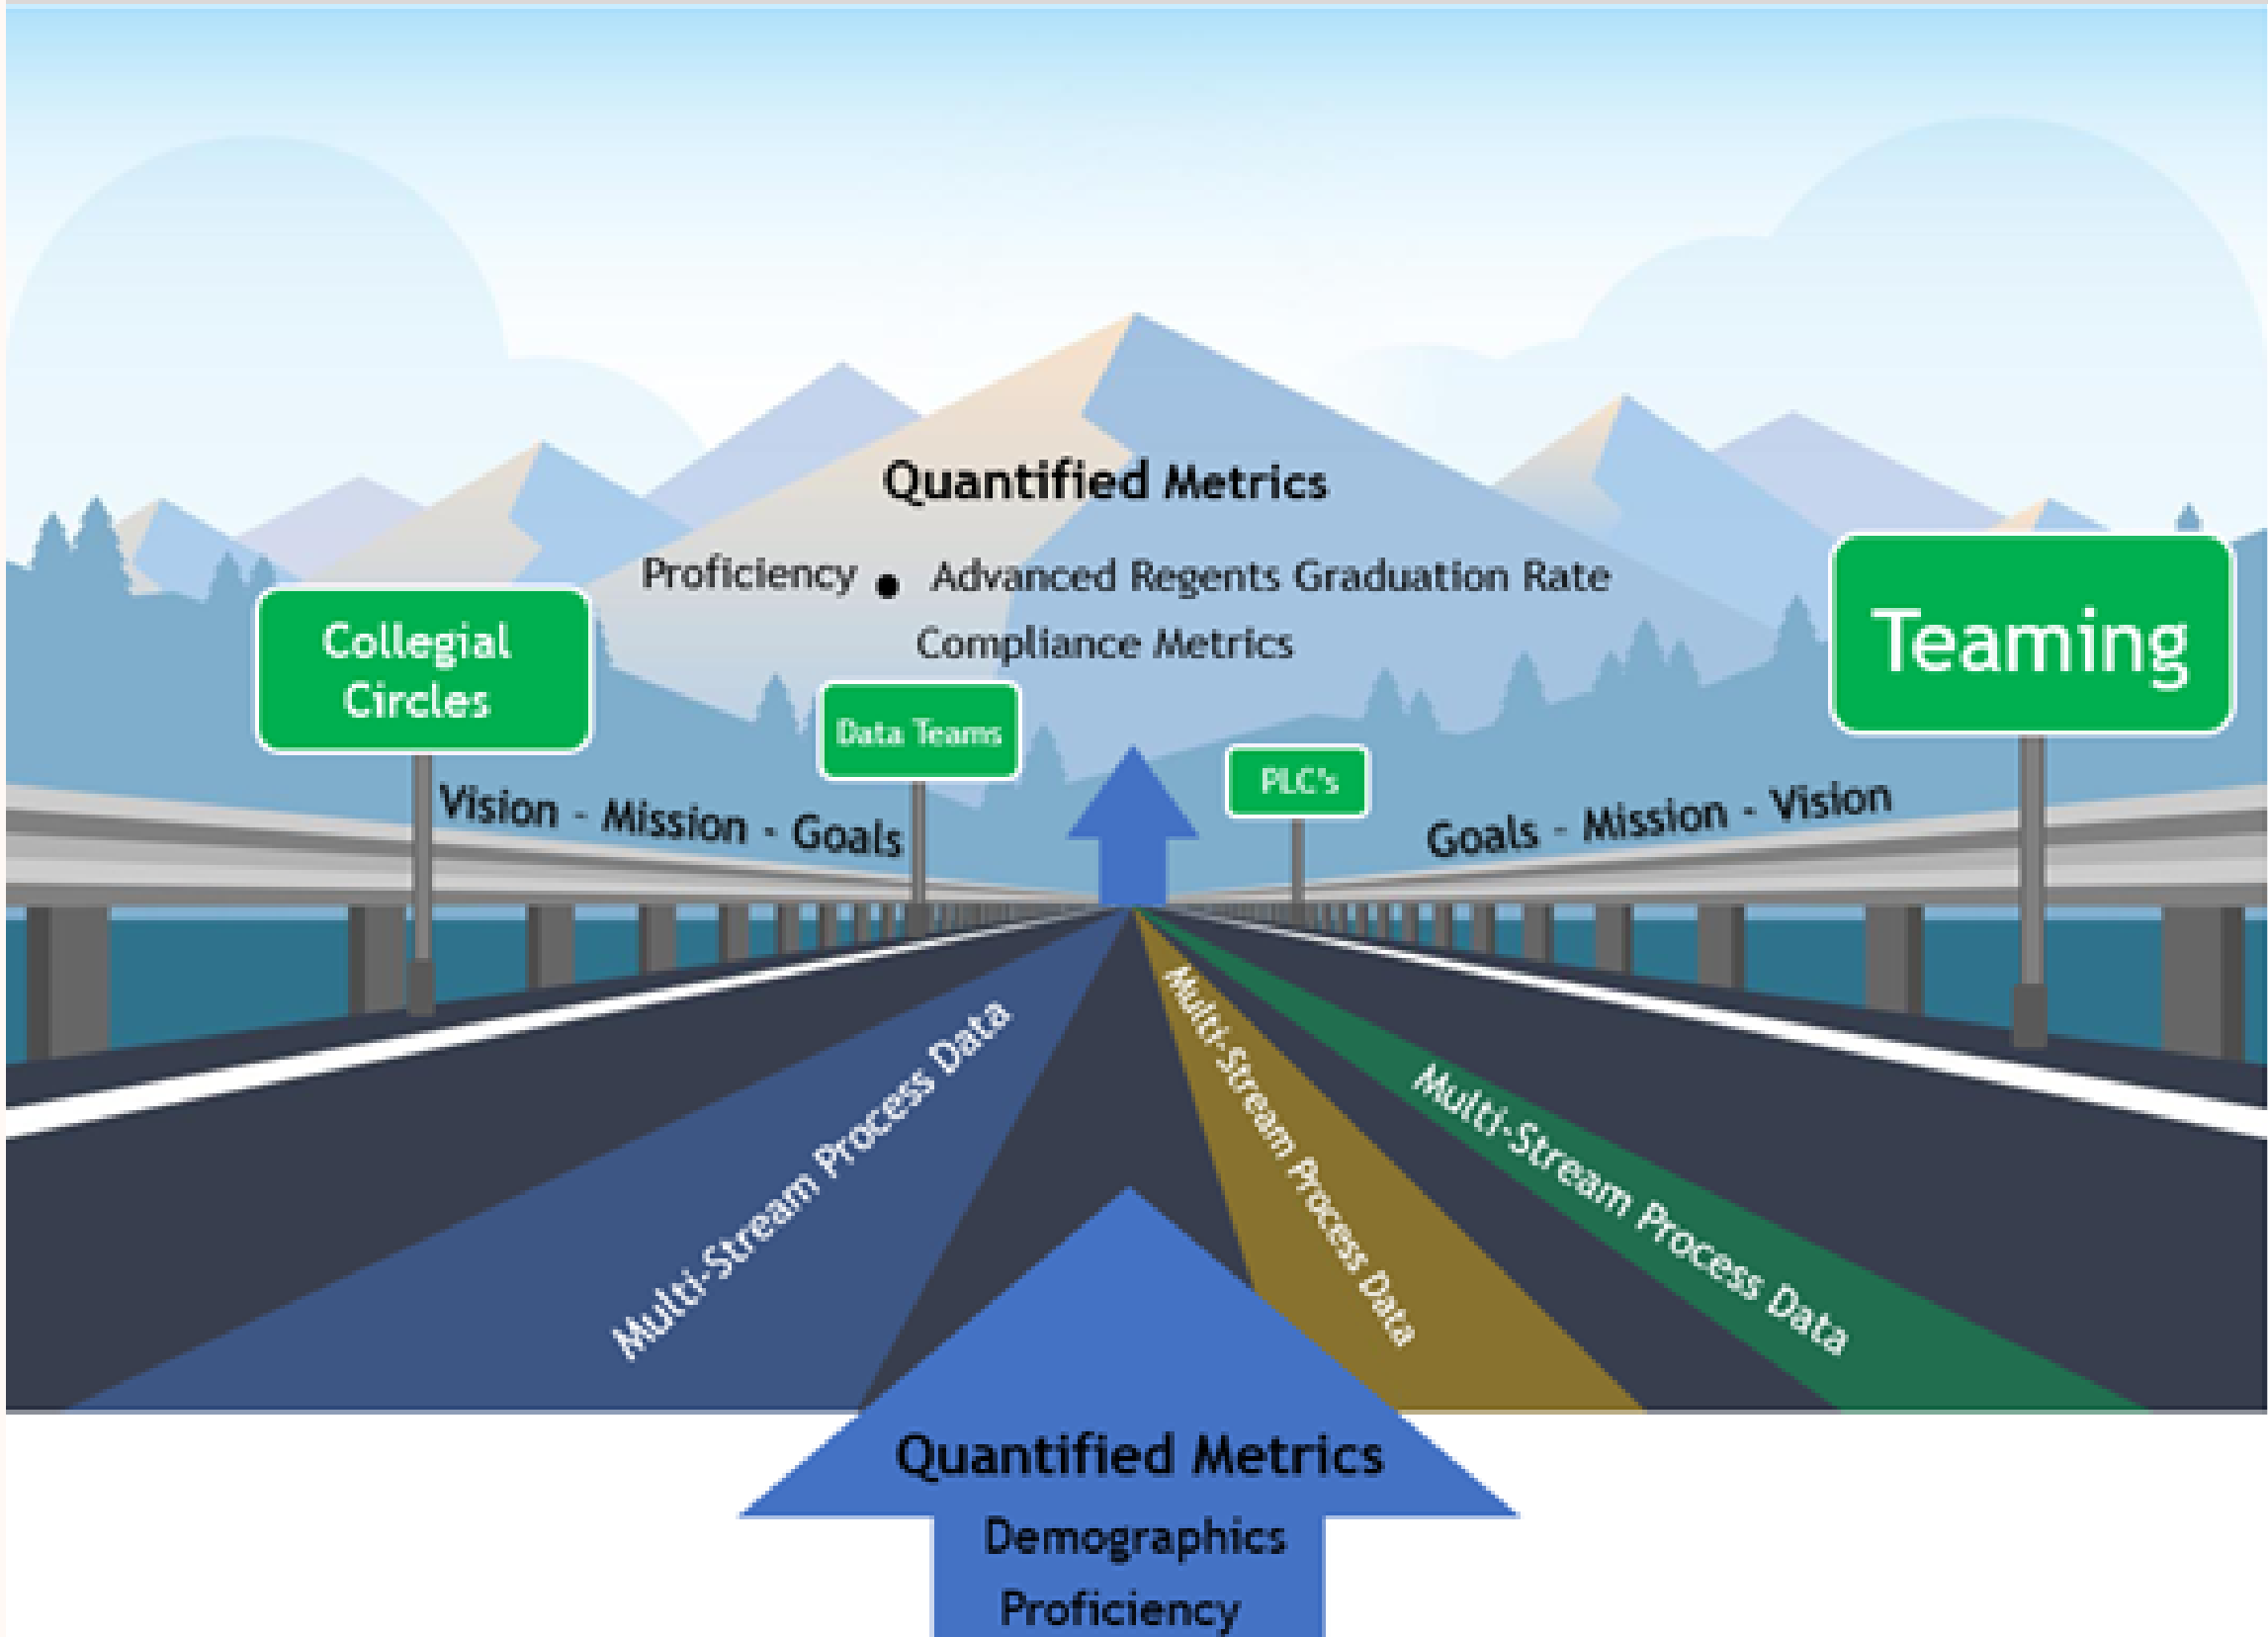 Quantified Metrics
Proficiency • Advanced Regents Graduation Rate
Compliance Metrics
Collegial
Circles
Data Teams
PLC's
Teaming
Vision - Mission - Goals
Goals - Mission - Vision
Multi-Stream Process Data
Multi-Stream Process Data
Multi-Stream Process Data
Quantified Metrics
Demographics
Proficiency